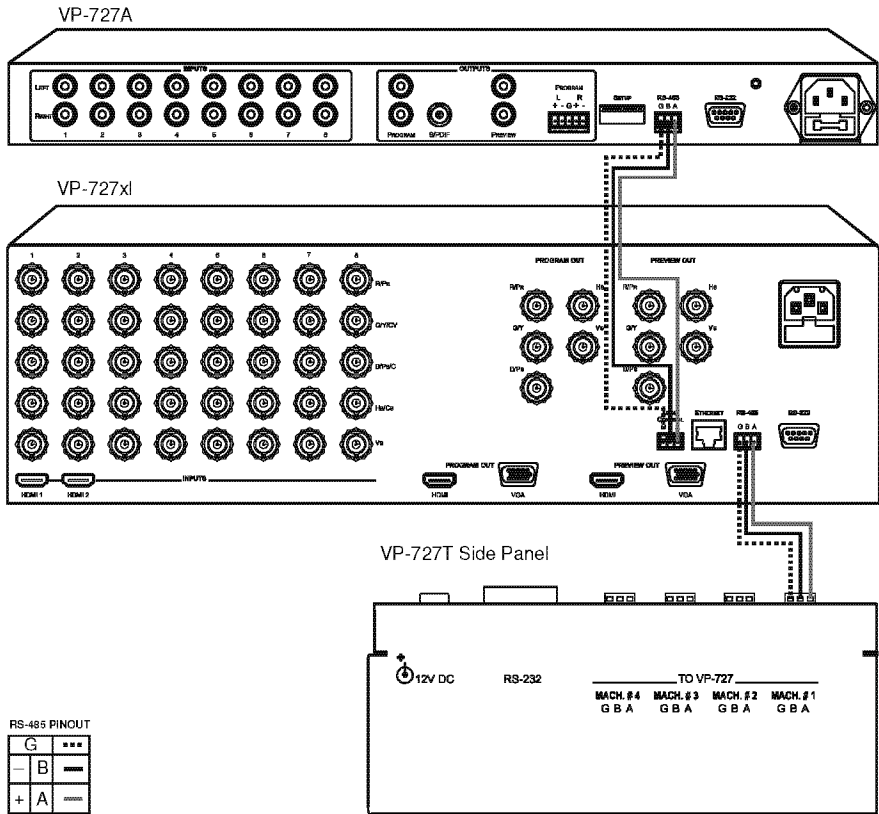 VP-727A
INPUTS
OUTPUTS
LEFT
PROGRAM
L R
+ - G + -
SETUP
RS-485
G B A
RS-232
RIGHT
1 2 3 4 5 6 7 8
PROGRAM S/PDIF PREVIEW
VP-727xl
1 2 3 4 5 6 7 8
PROGRAM OUT PREVIEW OUT
R/PR
R/PR Hs R/PR Hs
G/Y/CV
G/Y Vs G/Y Vs
B/PB/C
B/PB B/PB
Hs/Cs
ETHERNET RS-485 RS-232
G B A
Vs
PROGRAM OUT PREVIEW OUT
INPUTS
HDMI 1 HDMI 2 HDMI VGA HDMI VGA
VP-727T Side Panel
+
12V DC RS-232 TO VP-727
MACH. # 4 MACH. # 3 MACH. # 2 MACH. # 1
G B A G B A G B A G B A
RS-485 PINOUT
G
– B
+ A